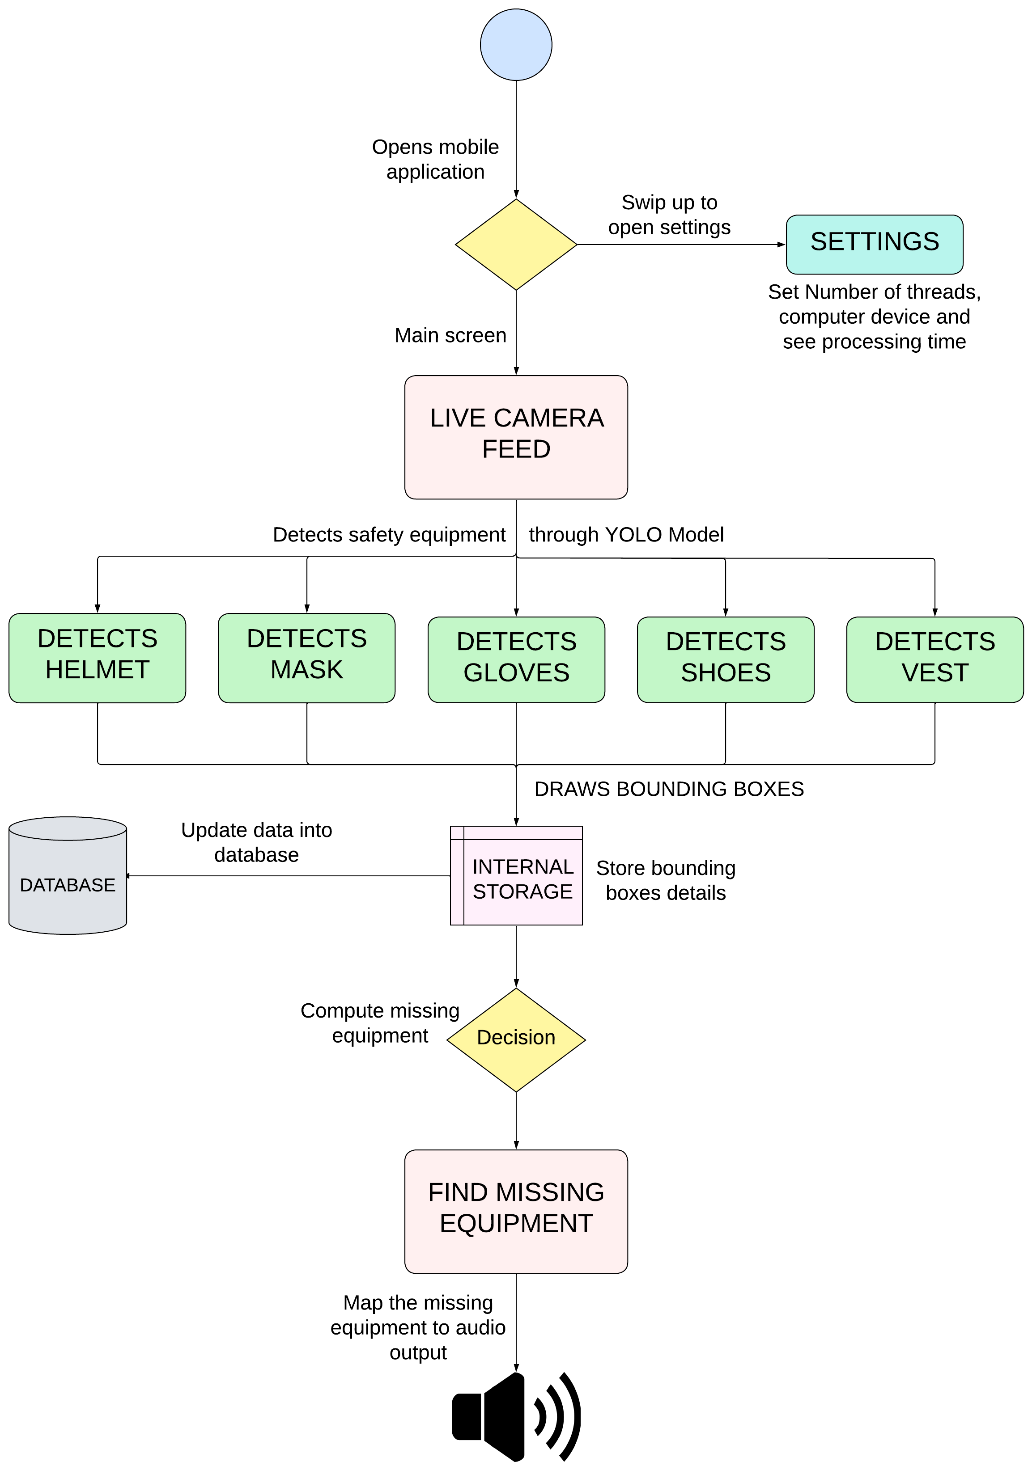 Opens mobile
application
Swip up to
open settings
SETTINGS
Set Number of threads,
computer device and
see processing time
Main screen
LIVE CAMERA
FEED
Detects safety equipment through YOLO Model
DETECTS
HELMET
DETECTS
MASK
DETECTS
GLOVES
DETECTS
SHOES
DETECTS
VEST
DRAWS BOUNDING BOXES
Update data into
database
DATABASE
INTERNAL
STORAGE
Store bounding
boxes details
Compute missing
equipment
Decision
FIND MISSING
EQUIPMENT
Map the missing
equipment to audio
output